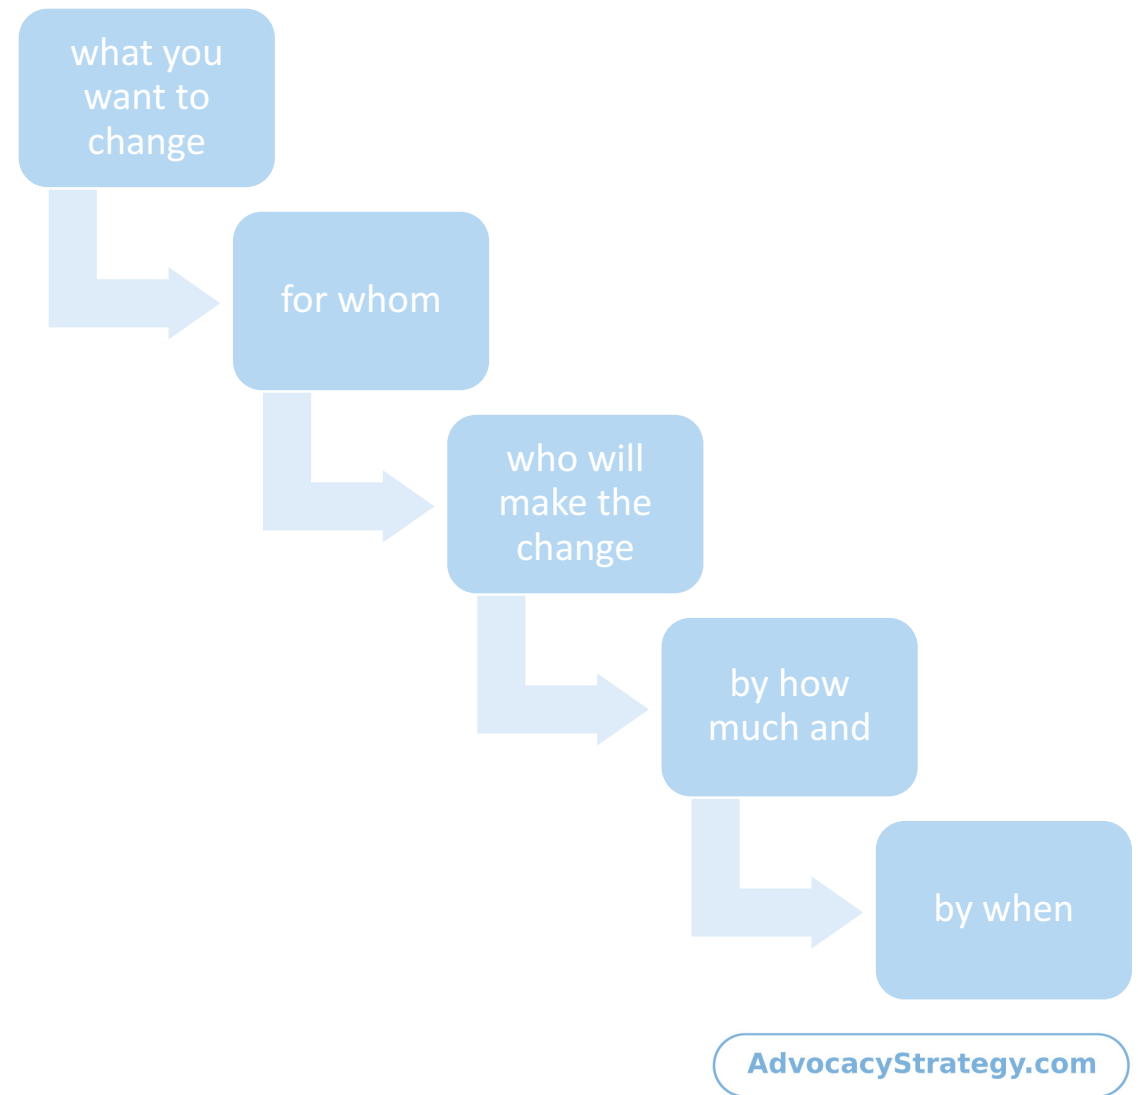 what you
want to
change
for whom
who will
make the
change
by how
much and
by when
AdvocacyStrategy.com